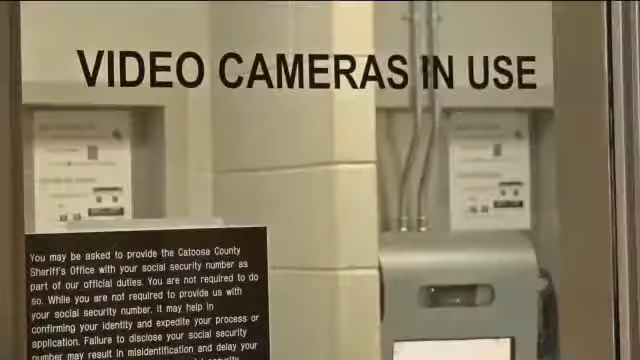 VIDEO CAMERAS IN USE
You may be asked to provide the Catoosa County
Sheriff's Office with your social security number as
part of our official duties. You are not required to do
so. While you are not required to provide us with
your social security number, it may help in
confirming your identity and expedite your process or
application. Failure to disclose your social security
number may result in misidentification and delay your
social security